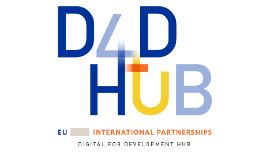 D4D
HUB
EU INTERNATIONAL PARTNERSHIPS
DIGITAL FOR DEVELOPMENT HUB